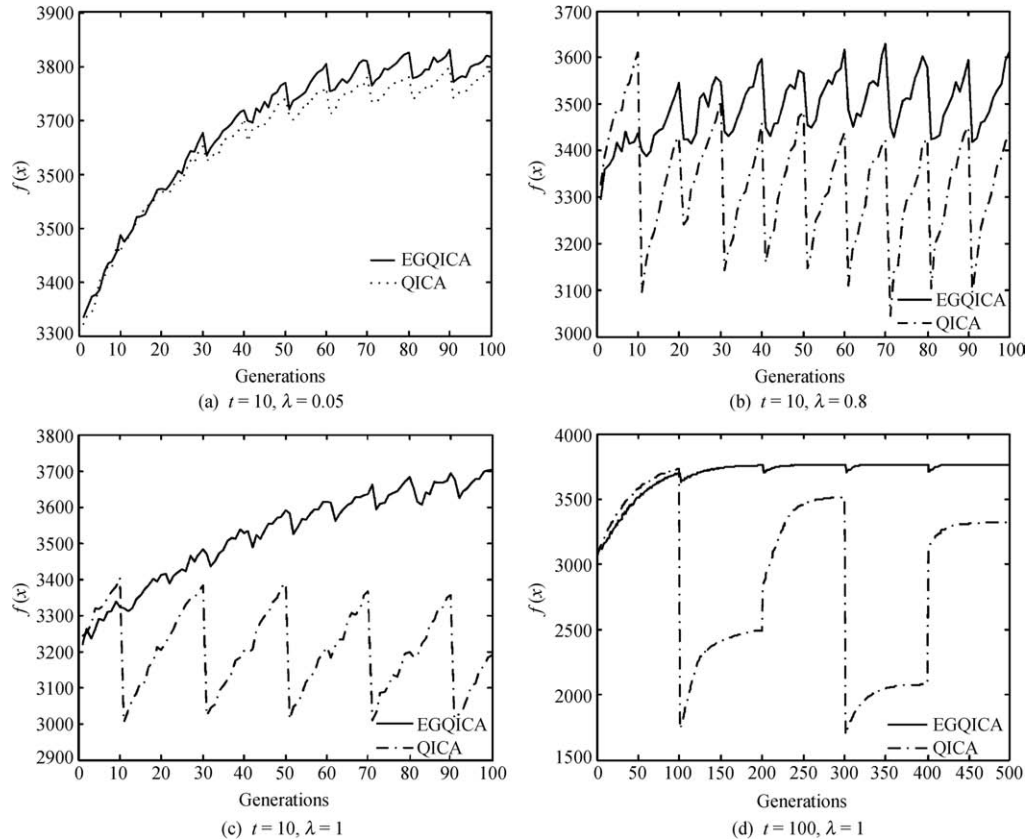 3900
3800
3700
3600
3500
3400
3300
f (x)
EGQICA
QICA
0 10 20 30 40 50 60 70 80 90 100
Generations
(a) t = 10, λ = 0.05
3700
3600
3500
3400
3300
3200
3100
3000
f (x)
EGQICA
QICA
0 10 20 30 40 50 60 70 80 90 100
Generations
(b) t = 10, λ = 0.8
3800
3700
3600
3500
3400
3300
3200
3100
3000
2900
f (x)
EGQICA
QICA
0 10 20 30 40 50 60 70 80 90 100
Generations
(c) t = 10, λ = 1
4000
3500
3000
2500
2000
1500
f (x)
EGQICA
QICA
0 50 100 150 200 250 300 350 400 450 500
Generations
(d) t = 100, λ = 1